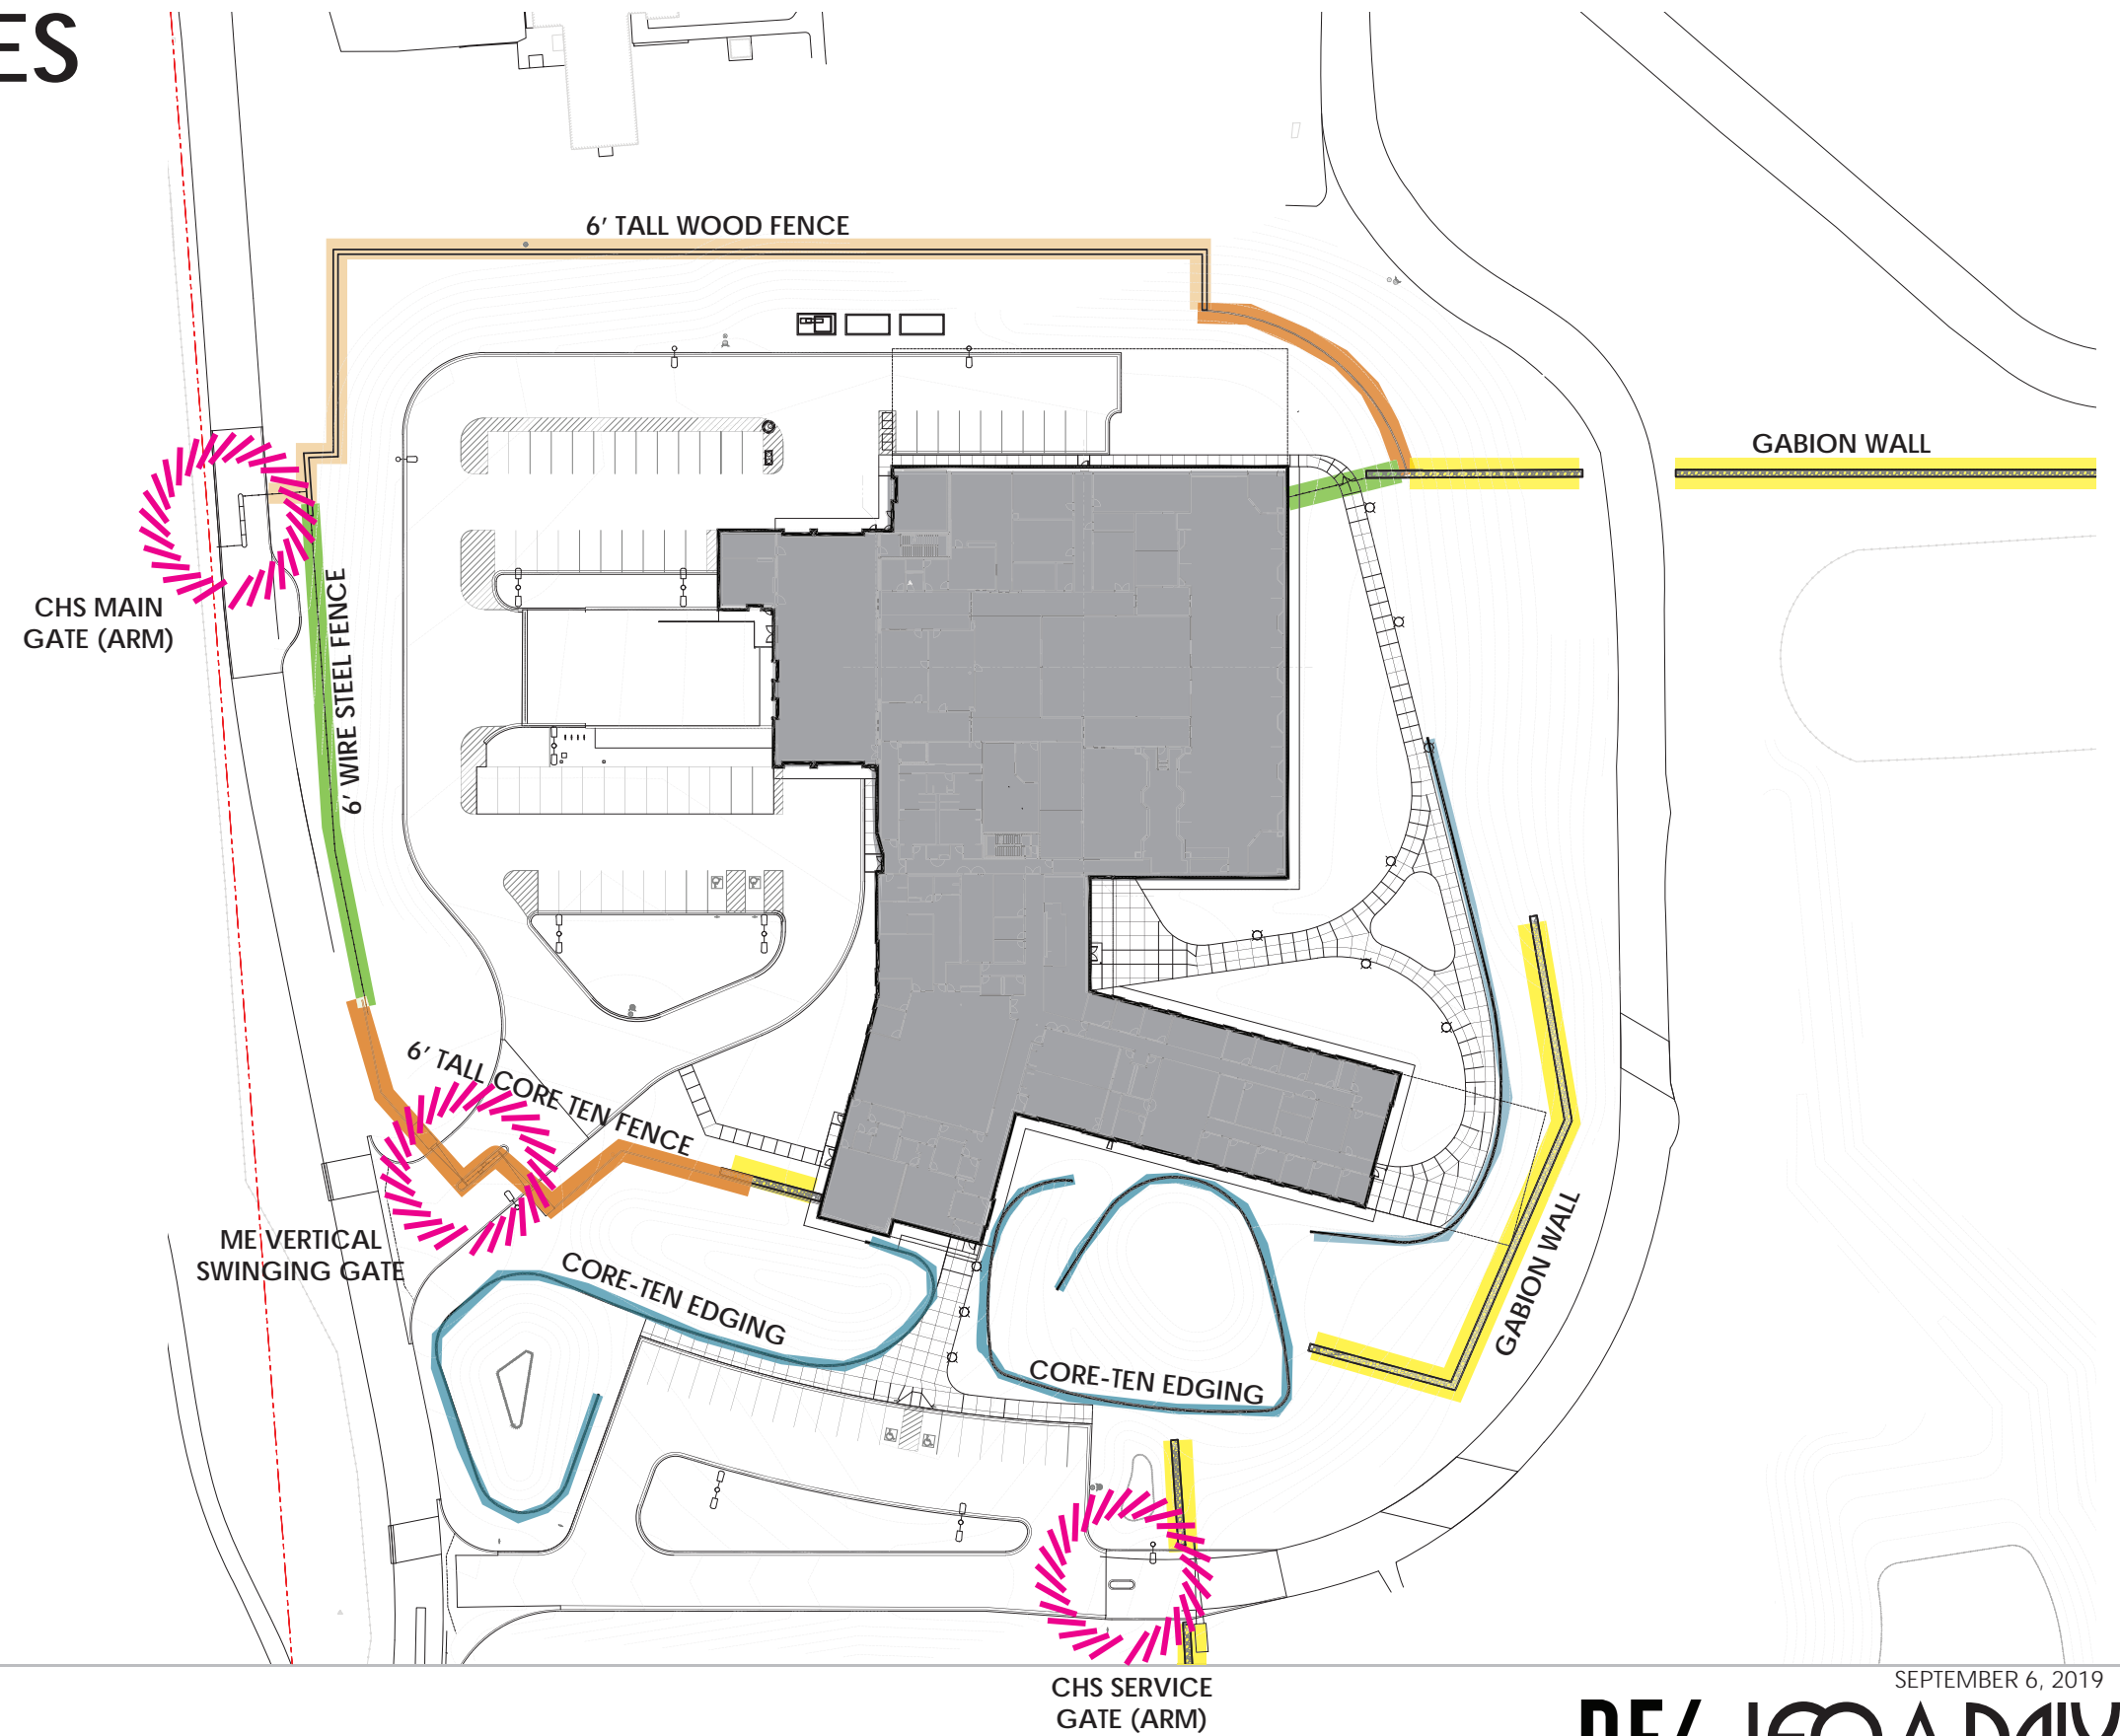 ES
6' TALL WOOD FENCE
GABION WALL
CHS MAIN
GATE (ARM)
6' WIRE STEEL FENCE
6' TALL CORE TEN FENCE
ME VERTICAL
SWINGING GATE
CORE-TEN EDGING
CORE-TEN EDGING
GABION WALL
CHS SERVICE
GATE (ARM)
SEPTEMBER 6, 2019